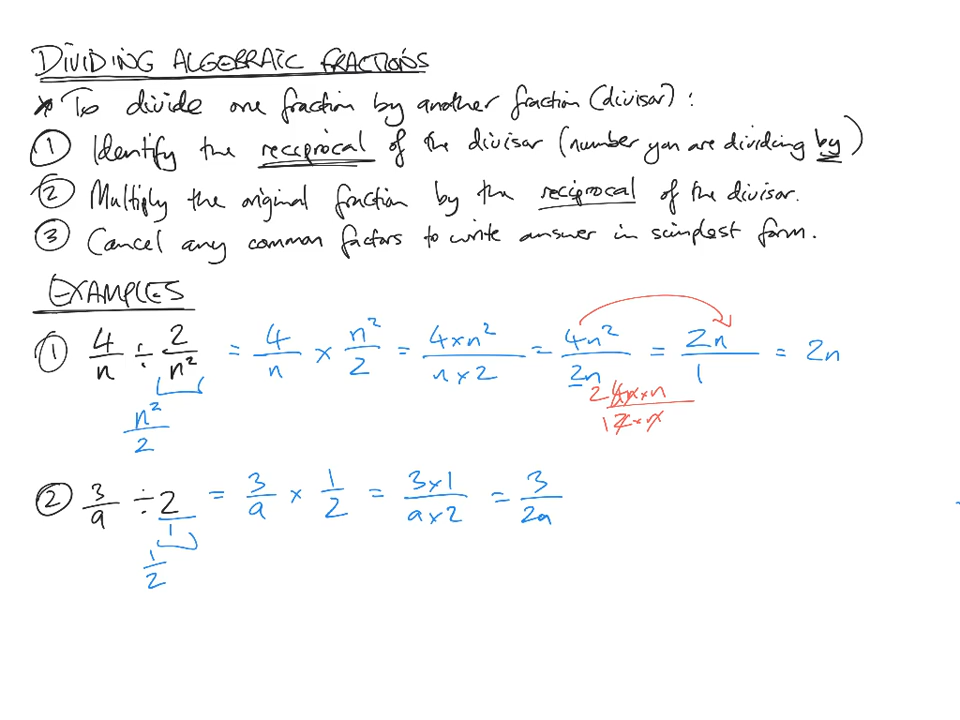 DIVIDING ALGEBRAIC FRACTIONS
* To divide one fraction by another fraction (divisor) :
① Identify the reciprocal of the divisor (number you are dividing by)
② Multiply the original fraction by the reciprocal of the divisor.
③ Cancel any common factors to write answer in simplest form.
EXAMPLES
① 4/n ÷ 2/n² = 4/n × n²/2 = 4×n²/n×2 = 4n²/2n = 2n/1 = 2n
n²/2
② 3/a ÷ 2/1 = 3/a × 1/2 = 3×1/a×2 = 3/2a
1/2